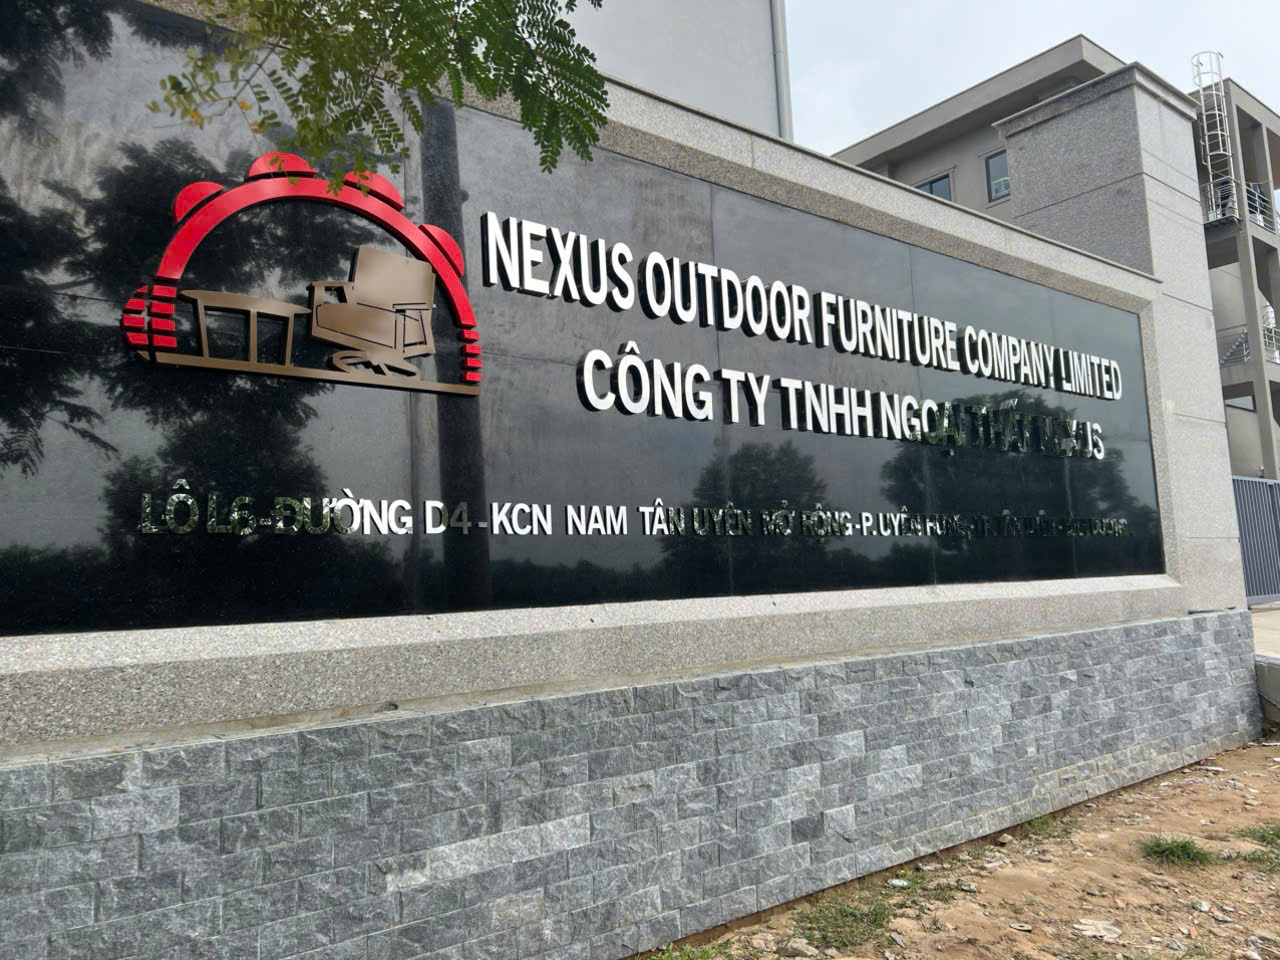 NEXUS OUTDOOR FURNITURE COMPANY LIMITED
CÔNG TY TNHH NGOẠI THẤT NEXUS
LÔ L6 - ĐƯỜNG D4 - KCN NAM TÂN UYÊN MỞ RỘNG - P. UYÊN HƯNG